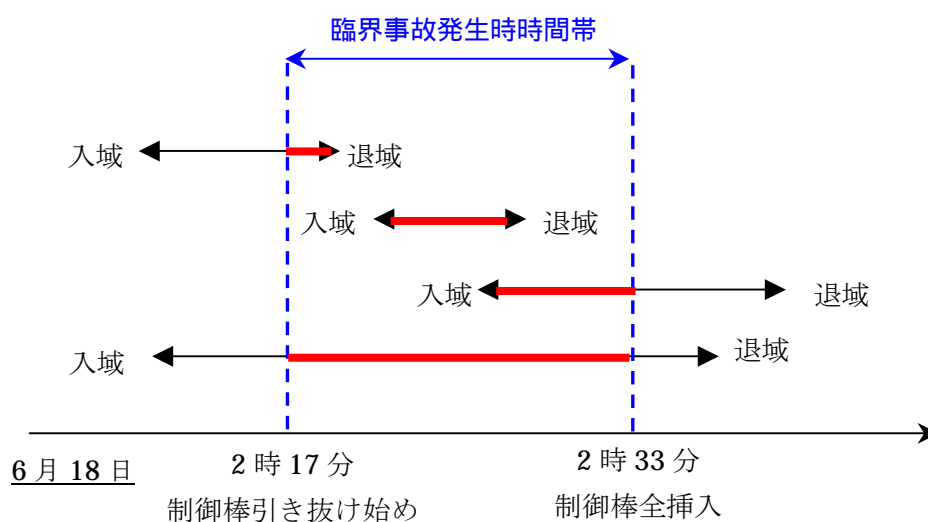 臨界事故発生時時間帯
入域
退域
入域
退域
入域
退域
入域
退域
6月18日
2時17分
2時33分
制御棒引き抜け始め
制御棒全挿入